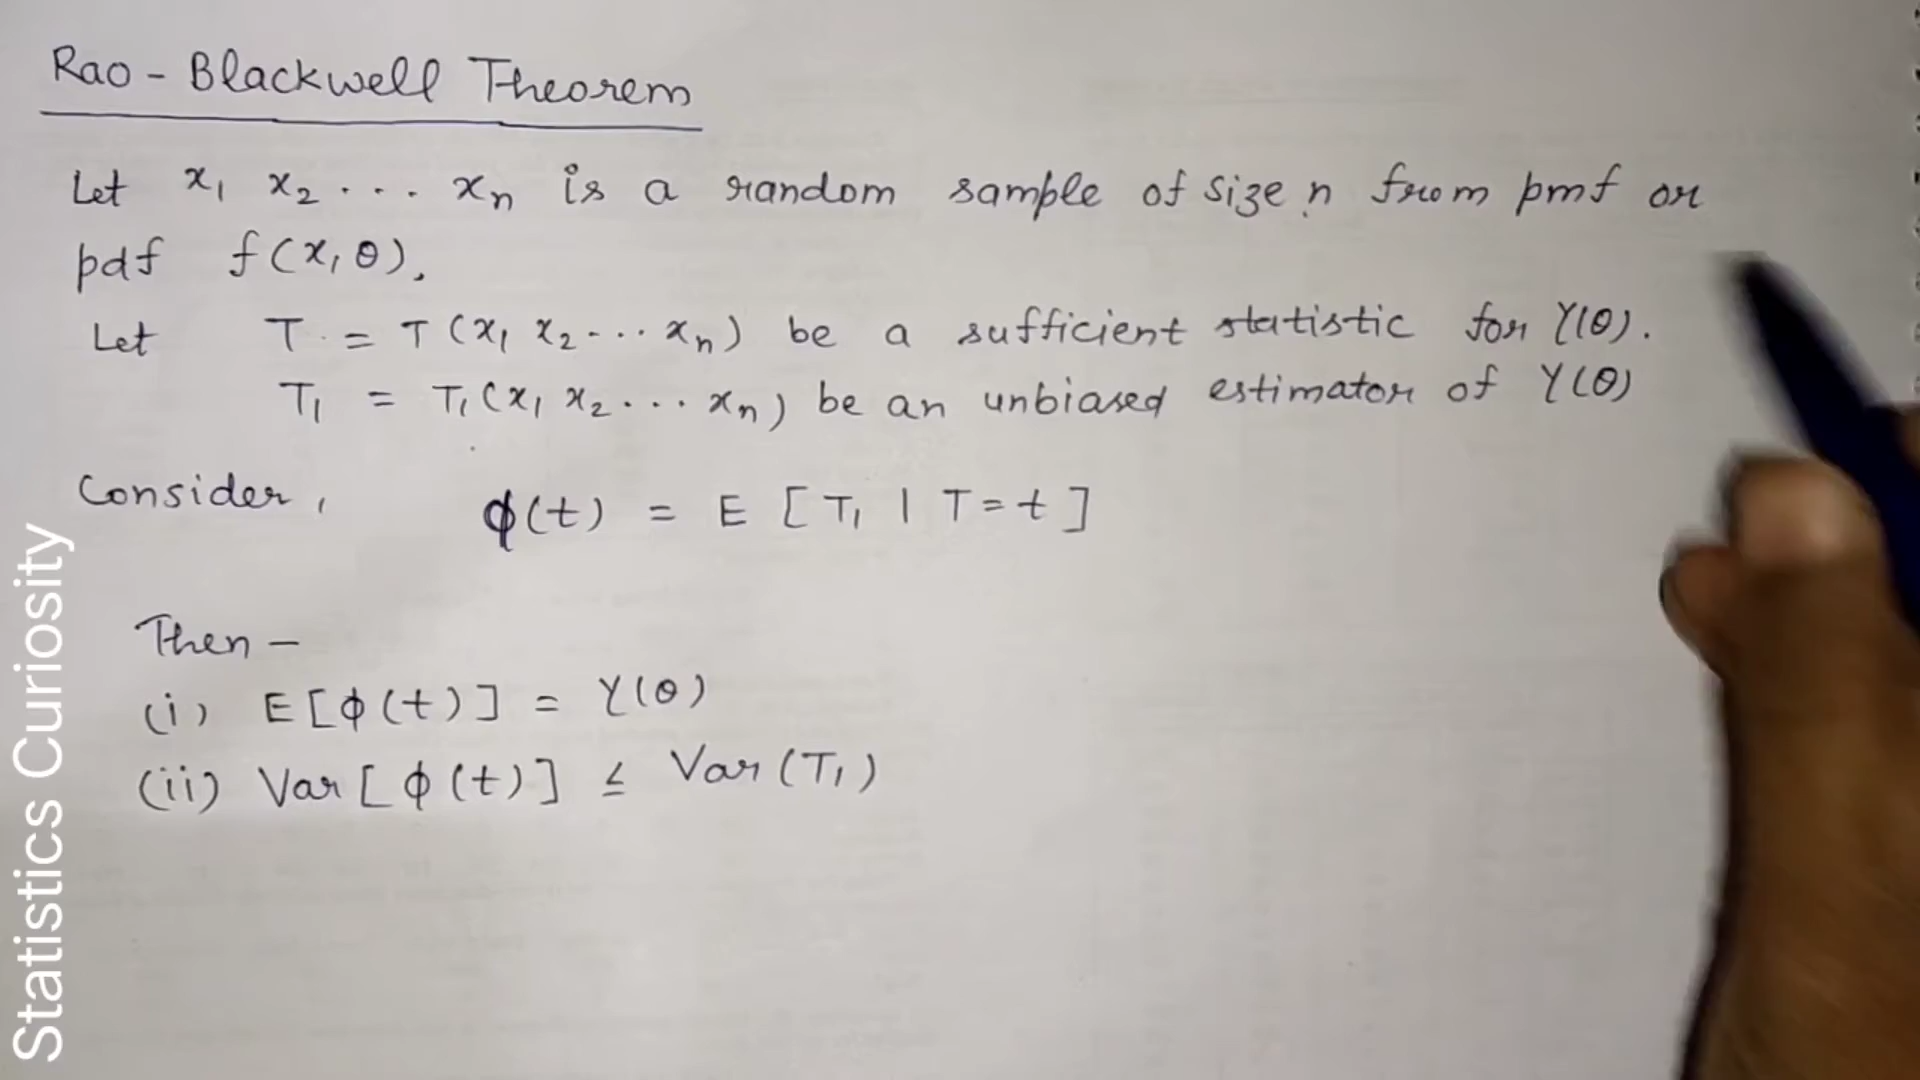 Rao - Blackwell Theorem
Let x₁ x₂ ... xₙ is a random sample of size n from pmf or
pdf f(x, θ).
Let T = T(x₁ x₂ ... xₙ) be a sufficient statistic for γ(θ).
T₁ = T₁(x₁ x₂ ... xₙ) be an unbiased estimator of γ(θ)
Consider, ϕ(t) = E [T₁ | T = t]
Then –
(i) E[ϕ(t)] = γ(θ)
(ii) Var[ϕ(t)] ≤ Var(T₁)
Statistics Curiosity